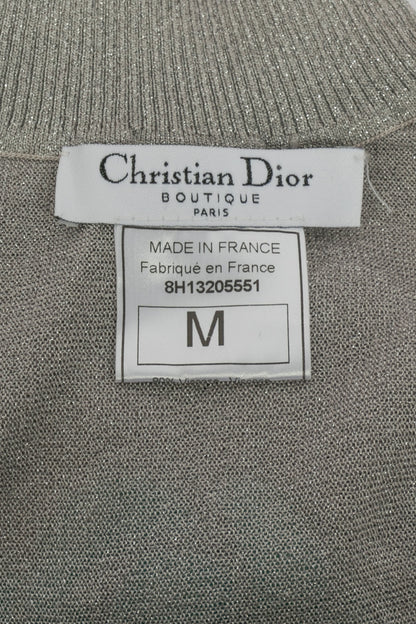 Christian Dior
BOUTIQUE
PARIS
MADE IN FRANCE
Fabriqué en France
8H13205551
M